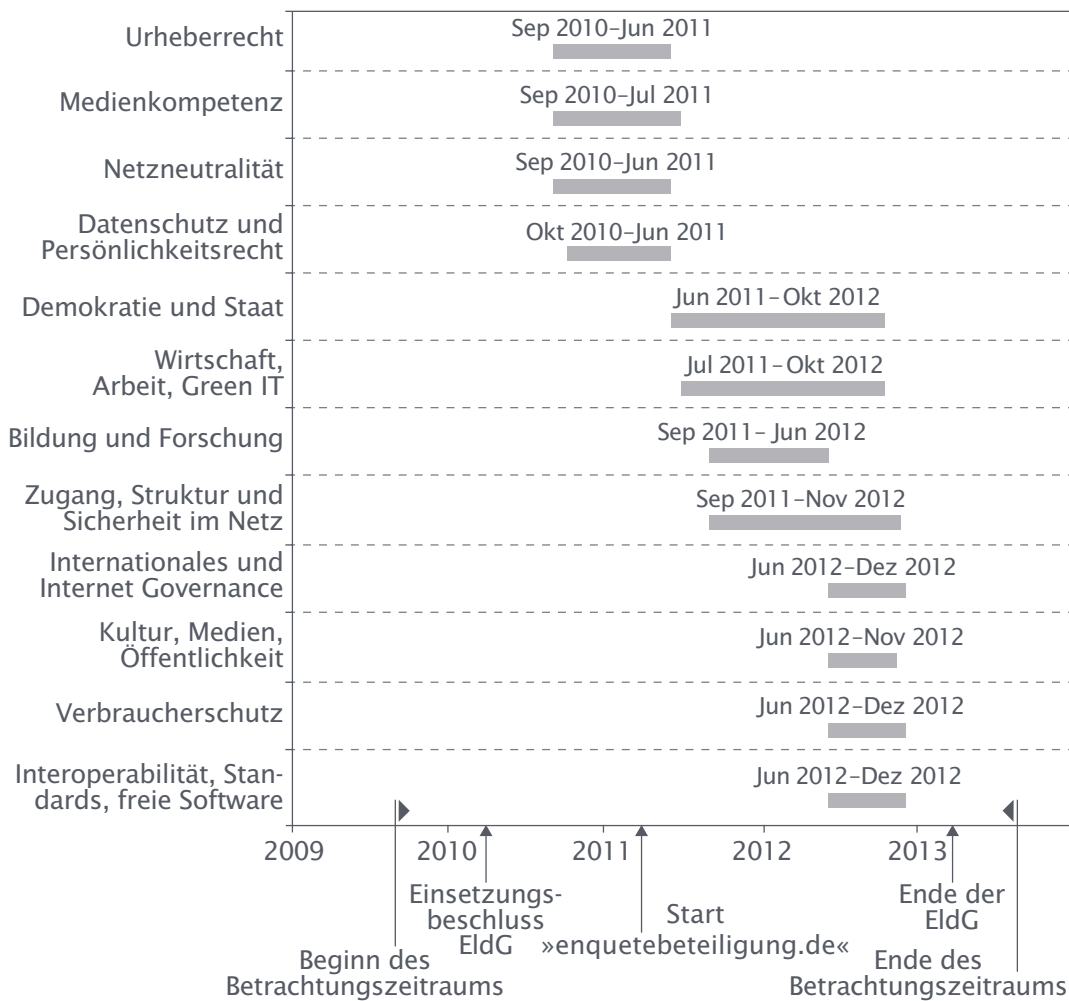 Urheberrecht
Sep 2010–Jun 2011
Medienkompetenz
Sep 2010–Jul 2011
Netzneutralität
Sep 2010–Jun 2011
Datenschutz und
Persönlichkeitsrecht
Okt 2010–Jun 2011
Demokratie und Staat
Jun 2011–Okt 2012
Wirtschaft,
Arbeit, Green IT
Jul 2011–Okt 2012
Bildung und Forschung
Sep 2011– Jun 2012
Zugang, Struktur und
Sicherheit im Netz
Sep 2011–Nov 2012
Internationales und
Internet Governance
Jun 2012–Dez 2012
Kultur, Medien,
Öffentlichkeit
Jun 2012–Nov 2012
Verbraucherschutz
Jun 2012–Dez 2012
Interoperabilität, Stan-
dards, freie Software
Jun 2012–Dez 2012
2009 2010 2011 2012 2013
Einsetzungs-
beschluss
EIdG
Start
»enquetebeteiligung.de«
Ende der
EIdG
Beginn des
Betrachtungszeitraums
Ende des
Betrachtungszeitraums